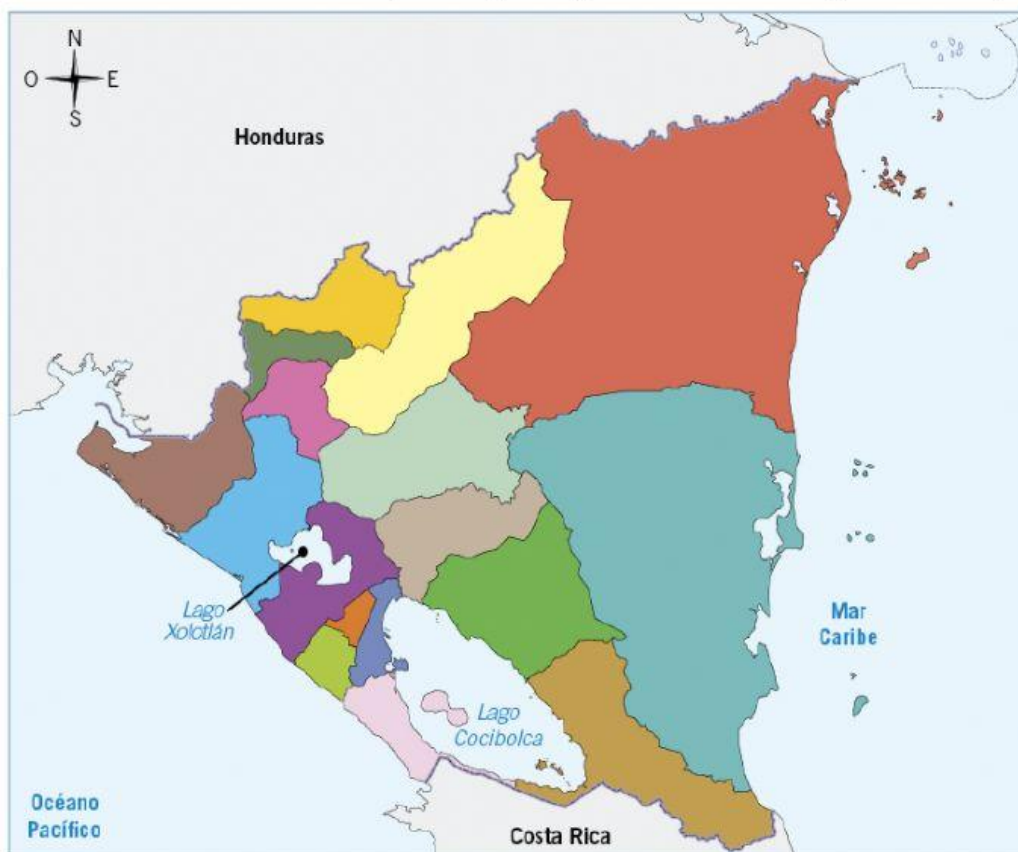 N
O E
S
Honduras
Lago
Xolotlán
Mar
Caribe
Lago
Cocibolca
Océano
Pacífico
Costa Rica